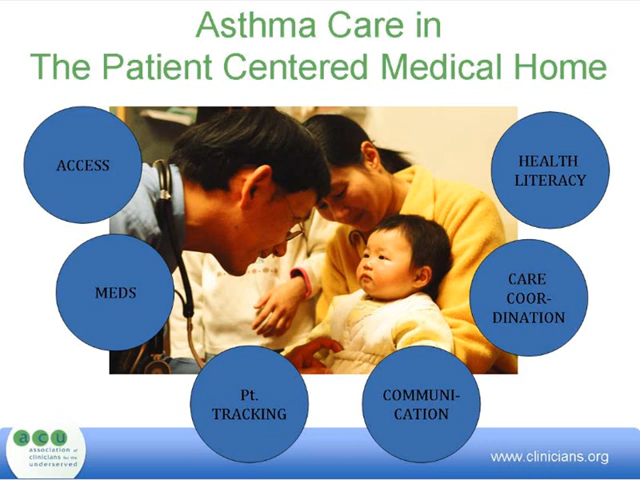 Asthma Care in
The Patient Centered Medical Home
ACCESS
HEALTH
LITERACY
MEDS
CARE
COOR-
DINATION
Pt.
TRACKING
COMMUNI-
CATION
acu
association of
clinicians for the
underserved
www.clinicians.org